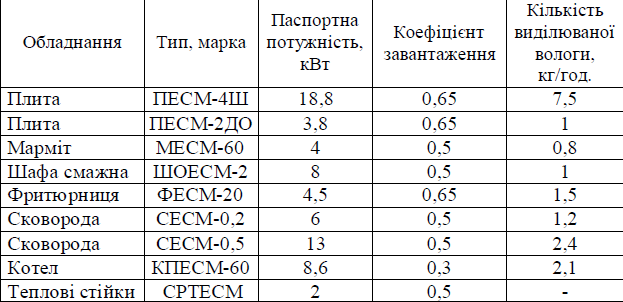 Обладнання Тип, марка Паспортна потужність, кВт Коефіцієнт завантаження Кількість виділюваної вологи, кг/год.
Плита ПЕСМ-4Ш 18,8 0,65 7,5
Плита ПЕСМ-2ДО 3,8 0,65 1
Марміт МЕСМ-60 4 0,5 0,8
Шафа смажна ШОЕСМ-2 8 0,5 1
Фритюрниця ФЕСМ-20 4,5 0,65 1,5
Сковорода СЕСМ-0,2 6 0,5 1,2
Сковорода СЕСМ-0,5 13 0,5 2,4
Котел КПЕСМ-60 8,6 0,3 2,1
Теплові стійки СРТЕСМ 2 0,5 -